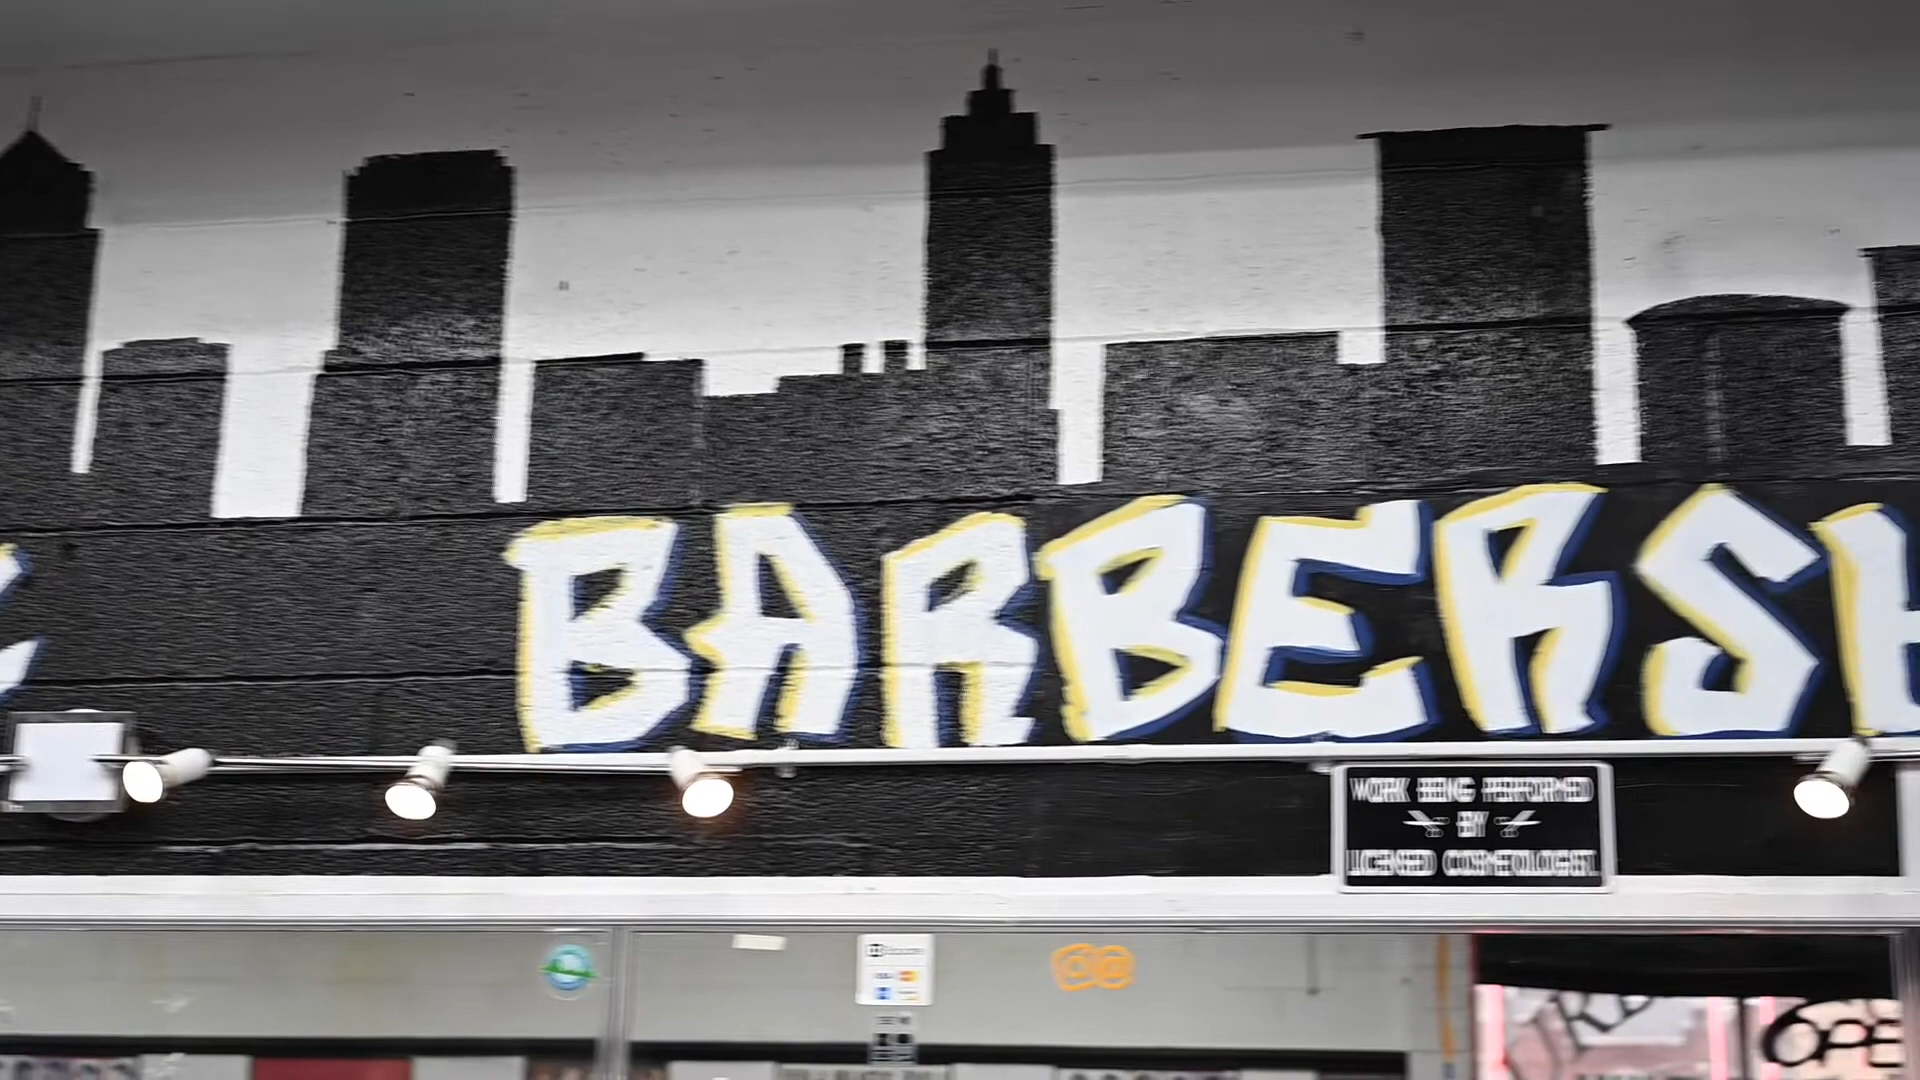 BARBERSH
WORK BEING PERFORMED
BY
LICENSED COSMETOLOGIST
OPE